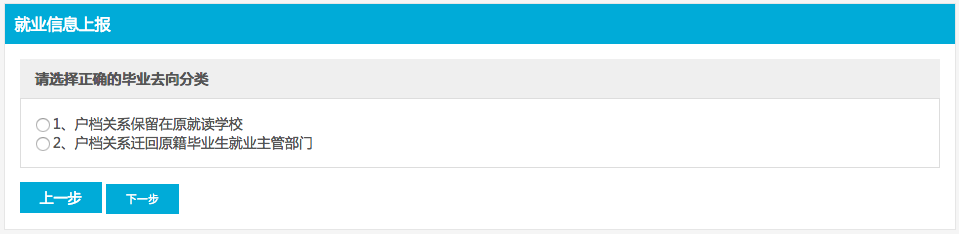 就业信息上报
请选择正确的毕业去向分类
1、户档关系保留在原就读学校
2、户档关系迁回原籍毕业生就业主管部门
上一步 下一步